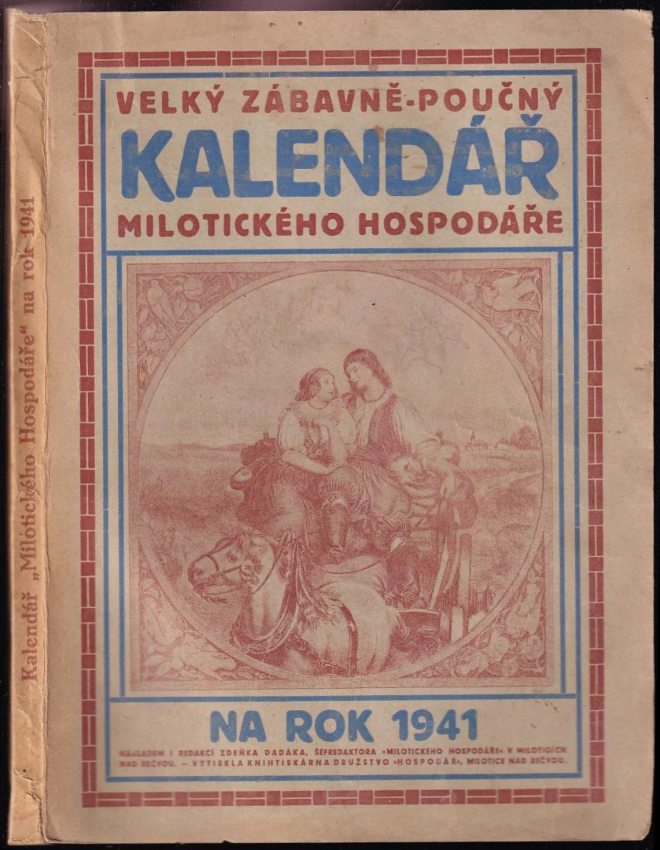 VELKÝ ZÁBAVNĚ-POUČNÝ
KALENDÁŘ
MILOTICKÉHO HOSPODÁŘE
NA ROK 1941
NÁKLADEM I REDAKCÍ ZDEŇKA DADÁKA, ŠÉFREDAKTORA »MILOTICKÉHO HOSPODÁŘE« V MILOTICÍCH
NAD BEČVOU. — VYTISKLA KNIHTISKÁRNA DRUŽSTVO »HOSPODÁŘ«, MILOTICE NAD BEČVOU.
Kalendář „Milotického Hospodáře" na rok 1941